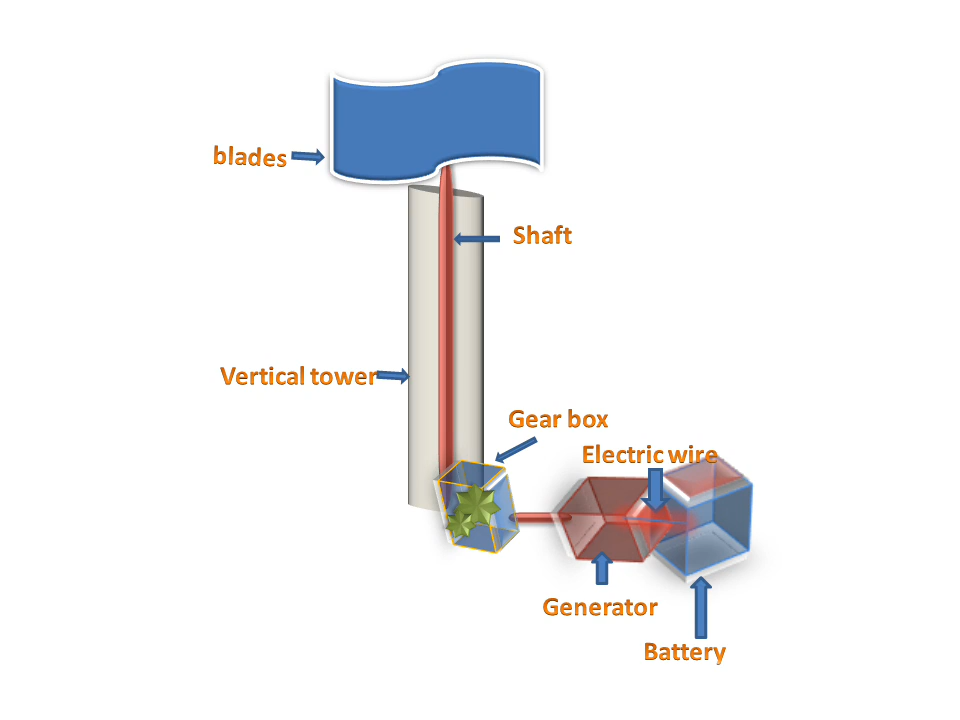 blades
Shaft
Vertical tower
Gear box
Electric wire
Generator
Battery